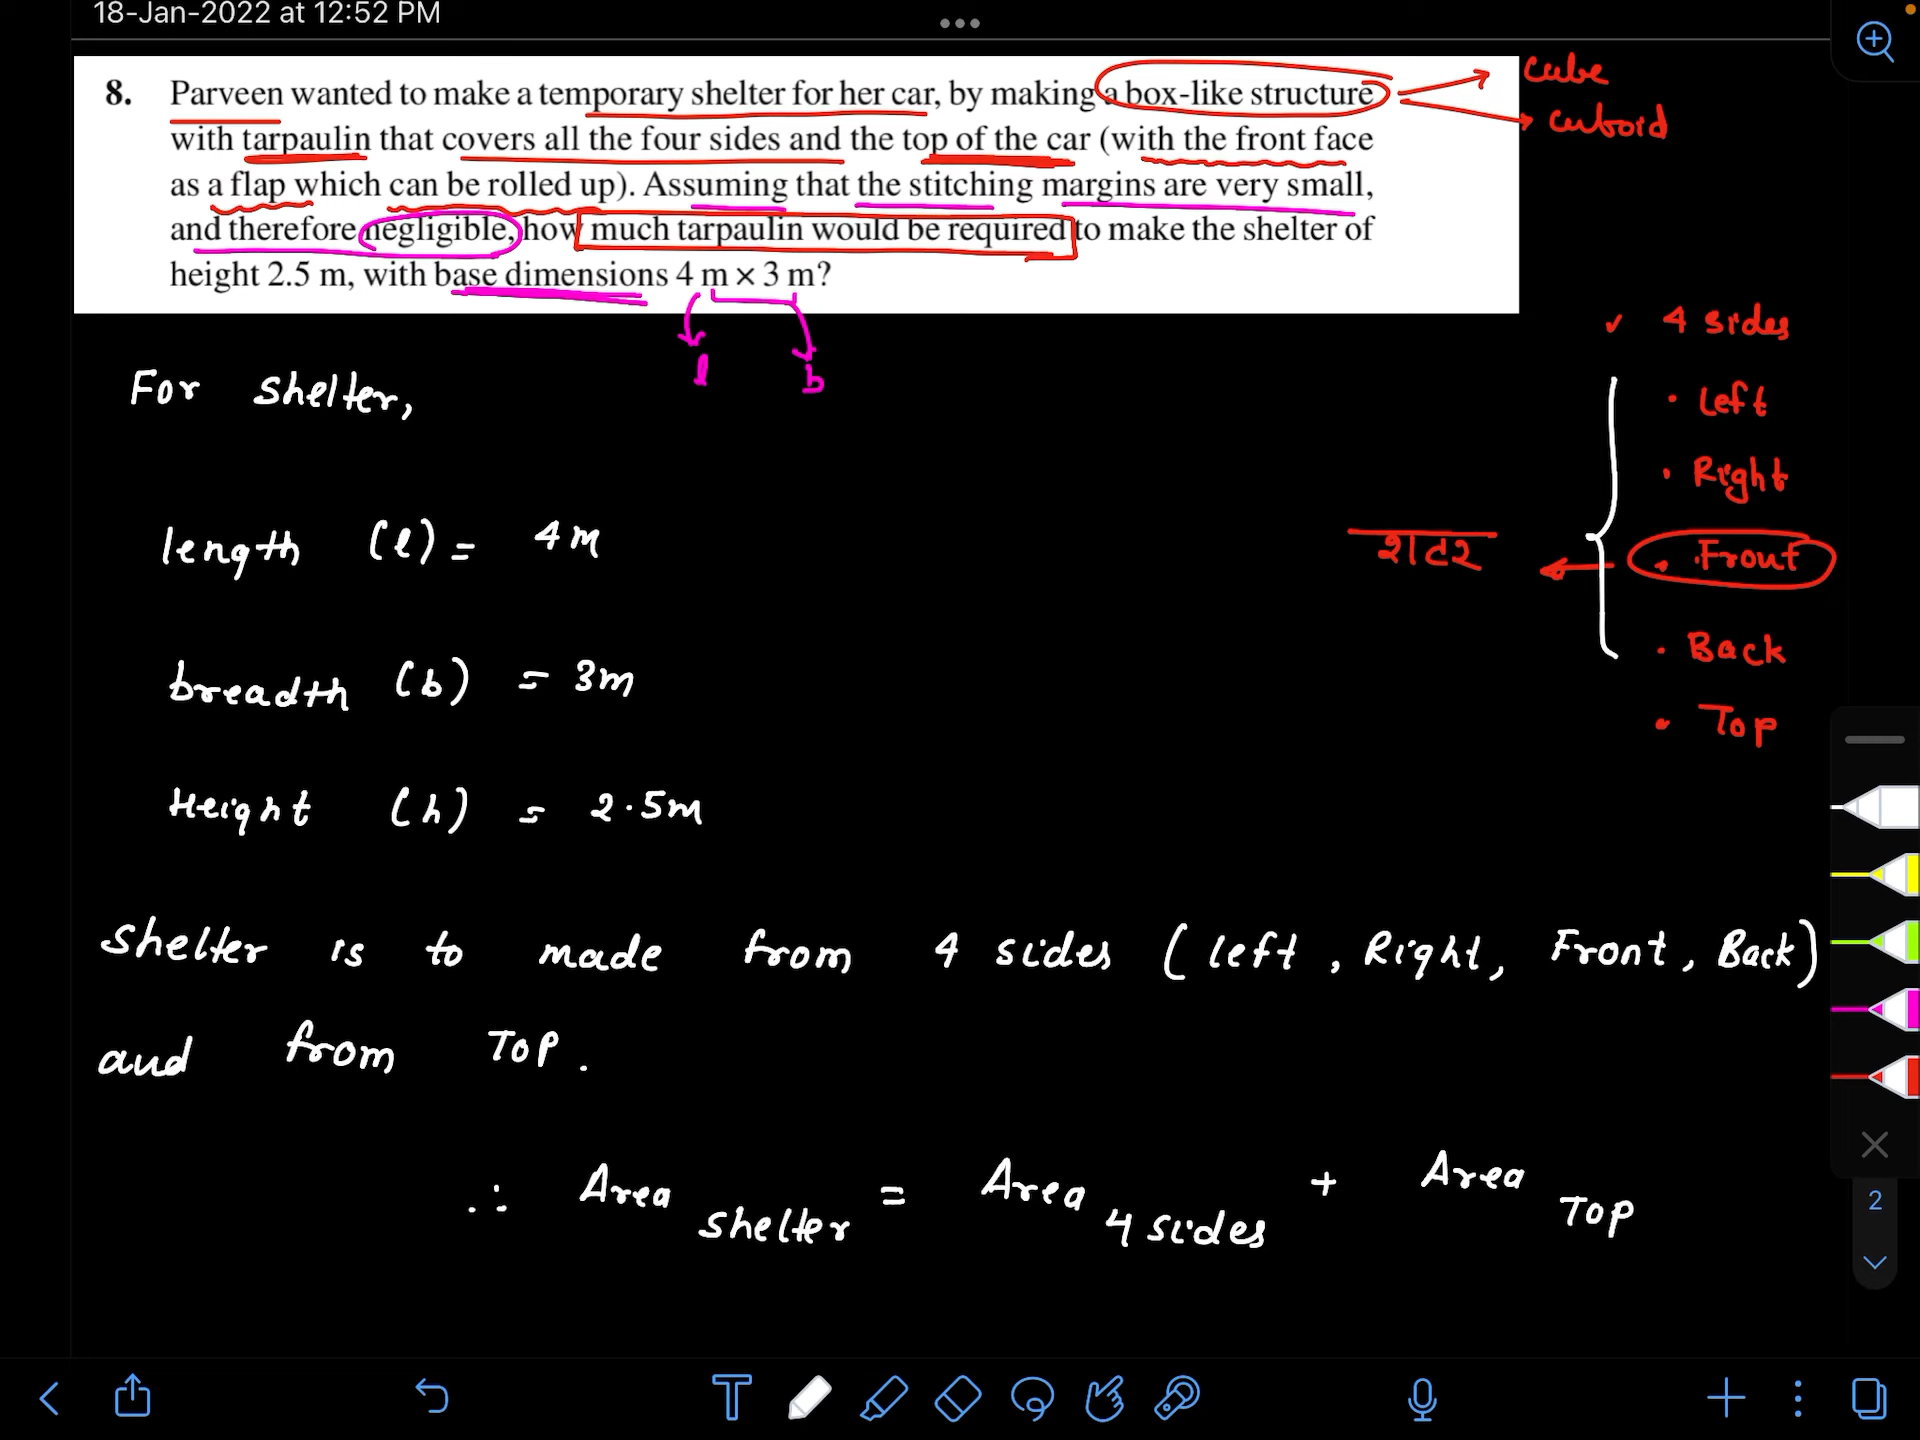 18-Jan-2022 at 12:52 PM
8. Parveen wanted to make a temporary shelter for her car, by making a box-like structure
with tarpaulin that covers all the four sides and the top of the car (with the front face
as a flap which can be rolled up). Assuming that the stitching margins are very small,
and therefore negligible, how much tarpaulin would be required to make the shelter of
height 2.5 m, with base dimensions 4 m × 3 m?
cube
cuboid
l b
✓ 4 sides
• Left
• Right
• Front
शटर
• Back
• Top
For shelter,
length (l) = 4m
breadth (b) = 3m
Height (h) = 2.5m
shelter is to made from 4 sides (left, Right, Front, Back)
and from TOP.
∴ Area shelter = Area 4 sides + Area TOP
T
2